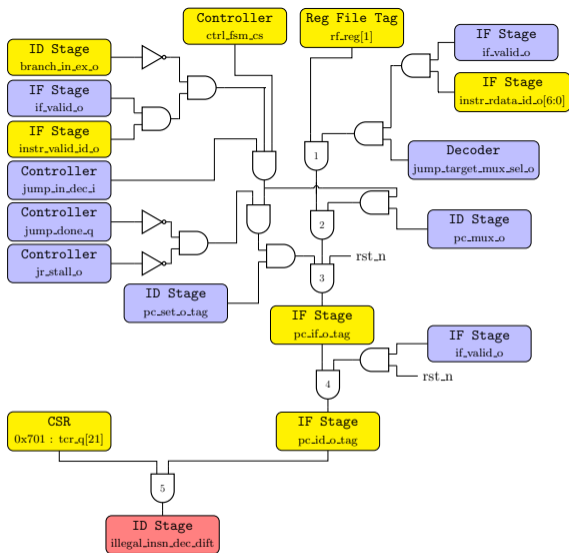 Controller
ctrl_fsm_cs
Reg File Tag
rf_reg[1]
ID Stage
branch_in_ex_o
IF Stage
if_valid_o
IF Stage
instr_valid_id_o
IF Stage
if_valid_o
IF Stage
instr_rdata_id_o[6:0]
Controller
jump_in_dec_i
1
Decoder
jump_target_mux_sel_o
Controller
jump_done_q
Controller
jr_stall_o
2
ID Stage
pc_mux_o
ID Stage
pc_set_o_tag
3
rst_n
IF Stage
pc_if_o_tag
IF Stage
if_valid_o
4
rst_n
CSR
0x701 : tcr_q[21]
IF Stage
pc_id_o_tag
5
ID Stage
illegal_insn_dec_dift